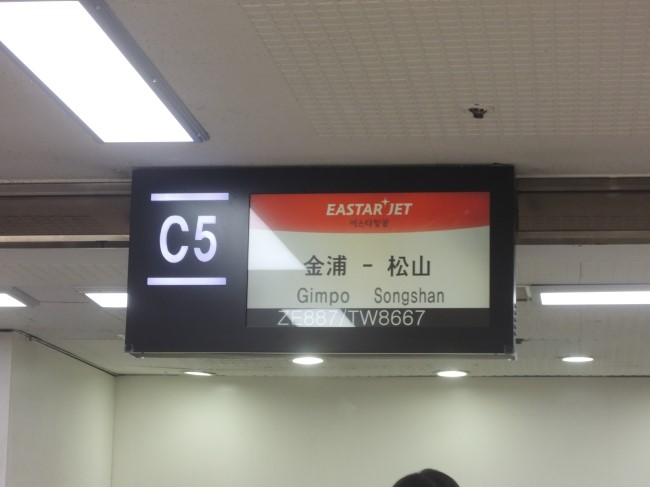 C5
EASTAR JET
이스타항공
金浦 - 松山
Gimpo Songshan
ZE887/TW8667